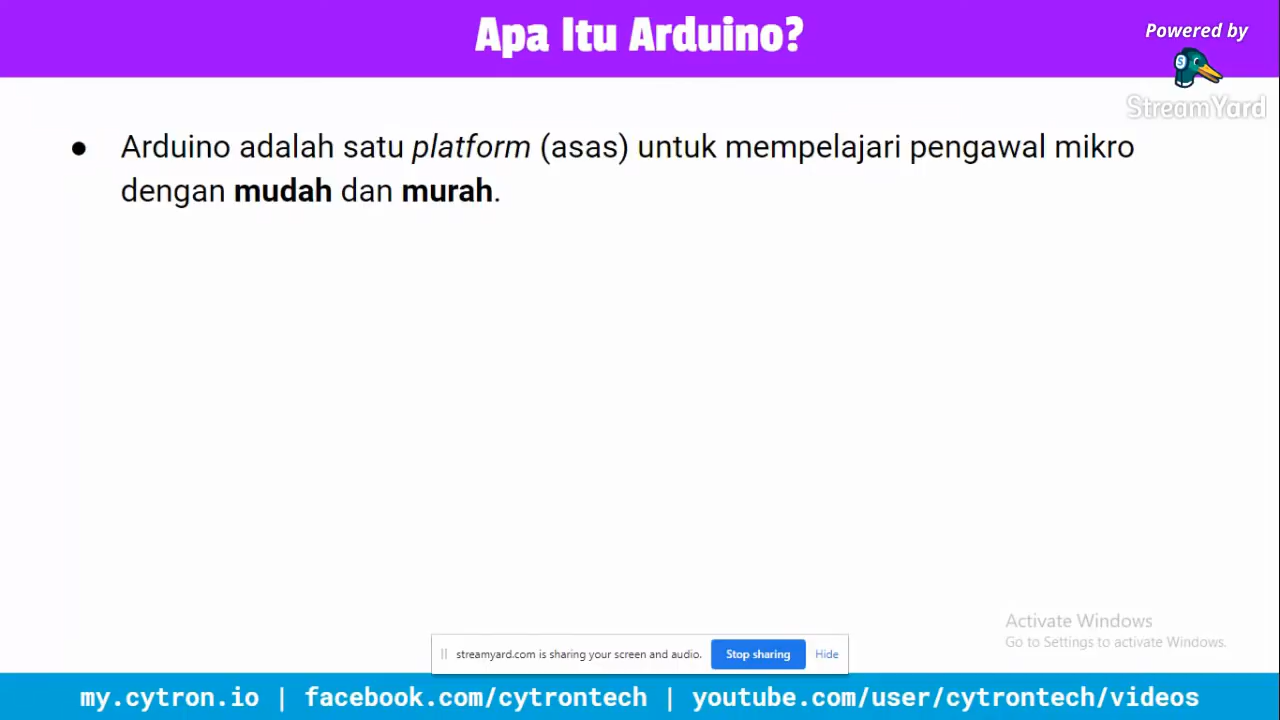 Apa Itu Arduino?
Powered by
StreamYard
● Arduino adalah satu platform (asas) untuk mempelajari pengawal mikro
dengan mudah dan murah.
Activate Windows
Go to Settings to activate Windows.
streamyard.com is sharing your screen and audio. Stop sharing Hide
my.cytron.io | facebook.com/cytrontech | youtube.com/user/cytrontech/videos